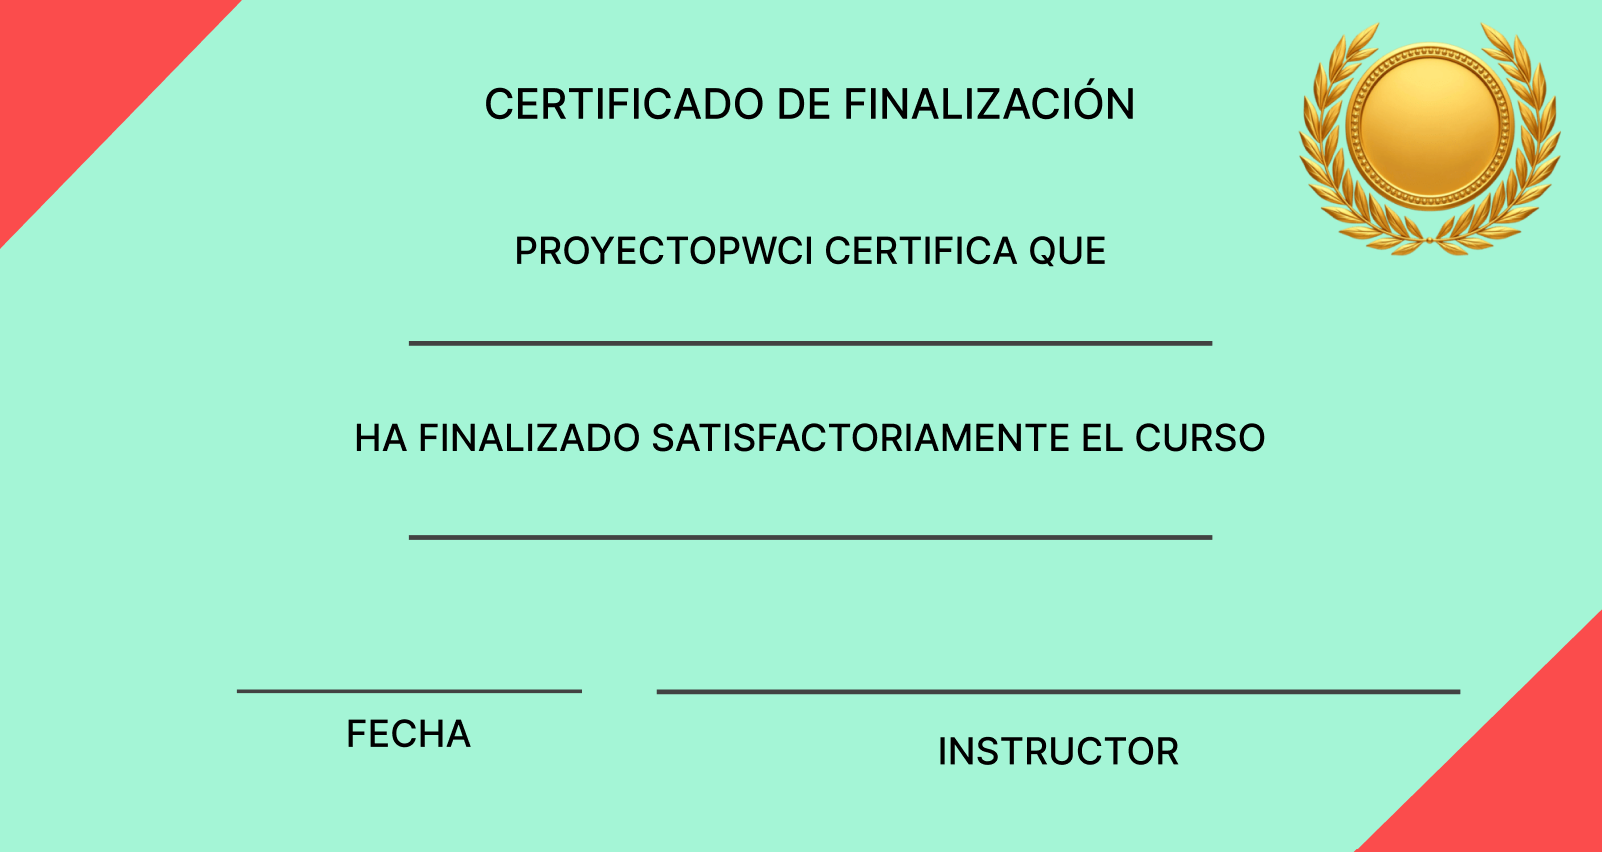 CERTIFICADO DE FINALIZACIÓN
PROYECTOPWCI CERTIFICA QUE
HA FINALIZADO SATISFACTORIAMENTE EL CURSO
FECHA
INSTRUCTOR